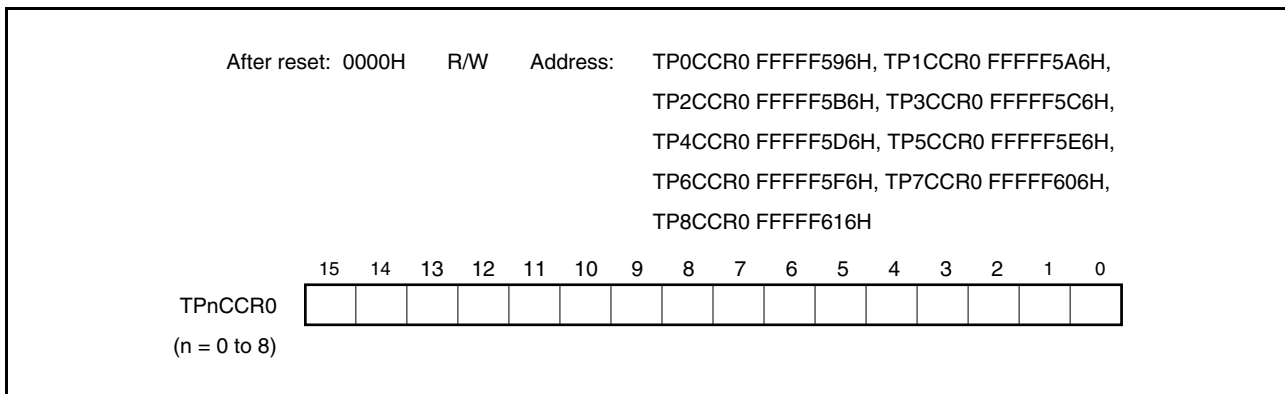 After reset: 0000H R/W Address: TP0CCR0 FFFFF596H, TP1CCR0 FFFFF5A6H,
TP2CCR0 FFFFF5B6H, TP3CCR0 FFFFF5C6H,
TP4CCR0 FFFFF5D6H, TP5CCR0 FFFFF5E6H,
TP6CCR0 FFFFF5F6H, TP7CCR0 FFFFF606H,
TP8CCR0 FFFFF616H
15 14 13 12 11 10 9 8 7 6 5 4 3 2 1 0
TPnCCR0
(n = 0 to 8)